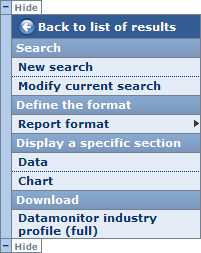 Hide
Back to list of results
Search
New search
Modify current search
Define the format
Report format
Display a specific section
Data
Chart
Download
Datamonitor industry
profile (full)
Hide